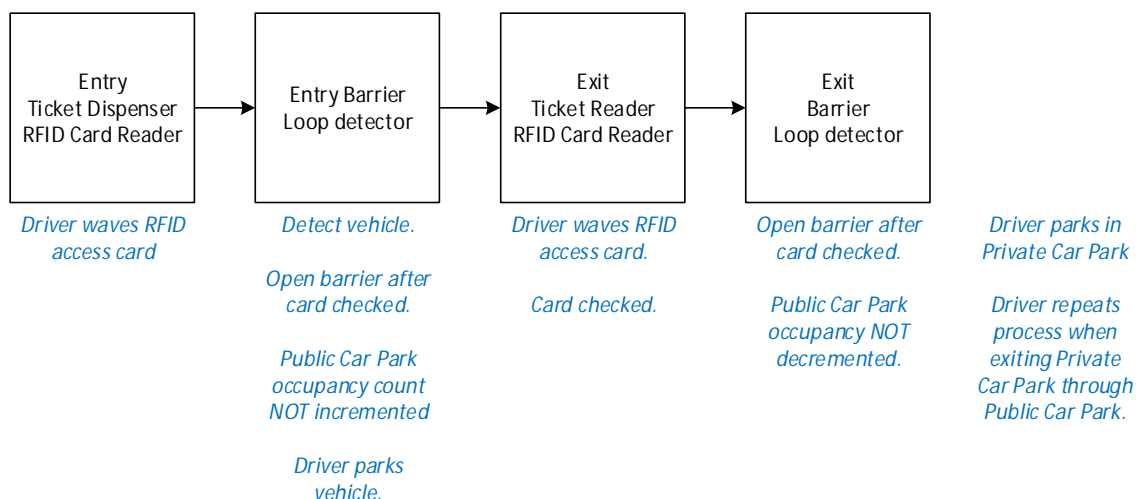 Entry
Ticket Dispenser
RFID Card Reader
Entry Barrier
Loop detector
Exit
Ticket Reader
RFID Card Reader
Exit
Barrier
Loop detector
Driver waves RFID
access card
Detect vehicle.
Open barrier after
card checked.
Public Car Park
occupancy count
NOT incremented
Driver parks
vehicle.
Driver waves RFID
access card.
Card checked.
Open barrier after
card checked.
Public Car Park
occupancy NOT
decremented.
Driver parks in
Private Car Park
Driver repeats
process when
exiting Private
Car Park through
Public Car Park.